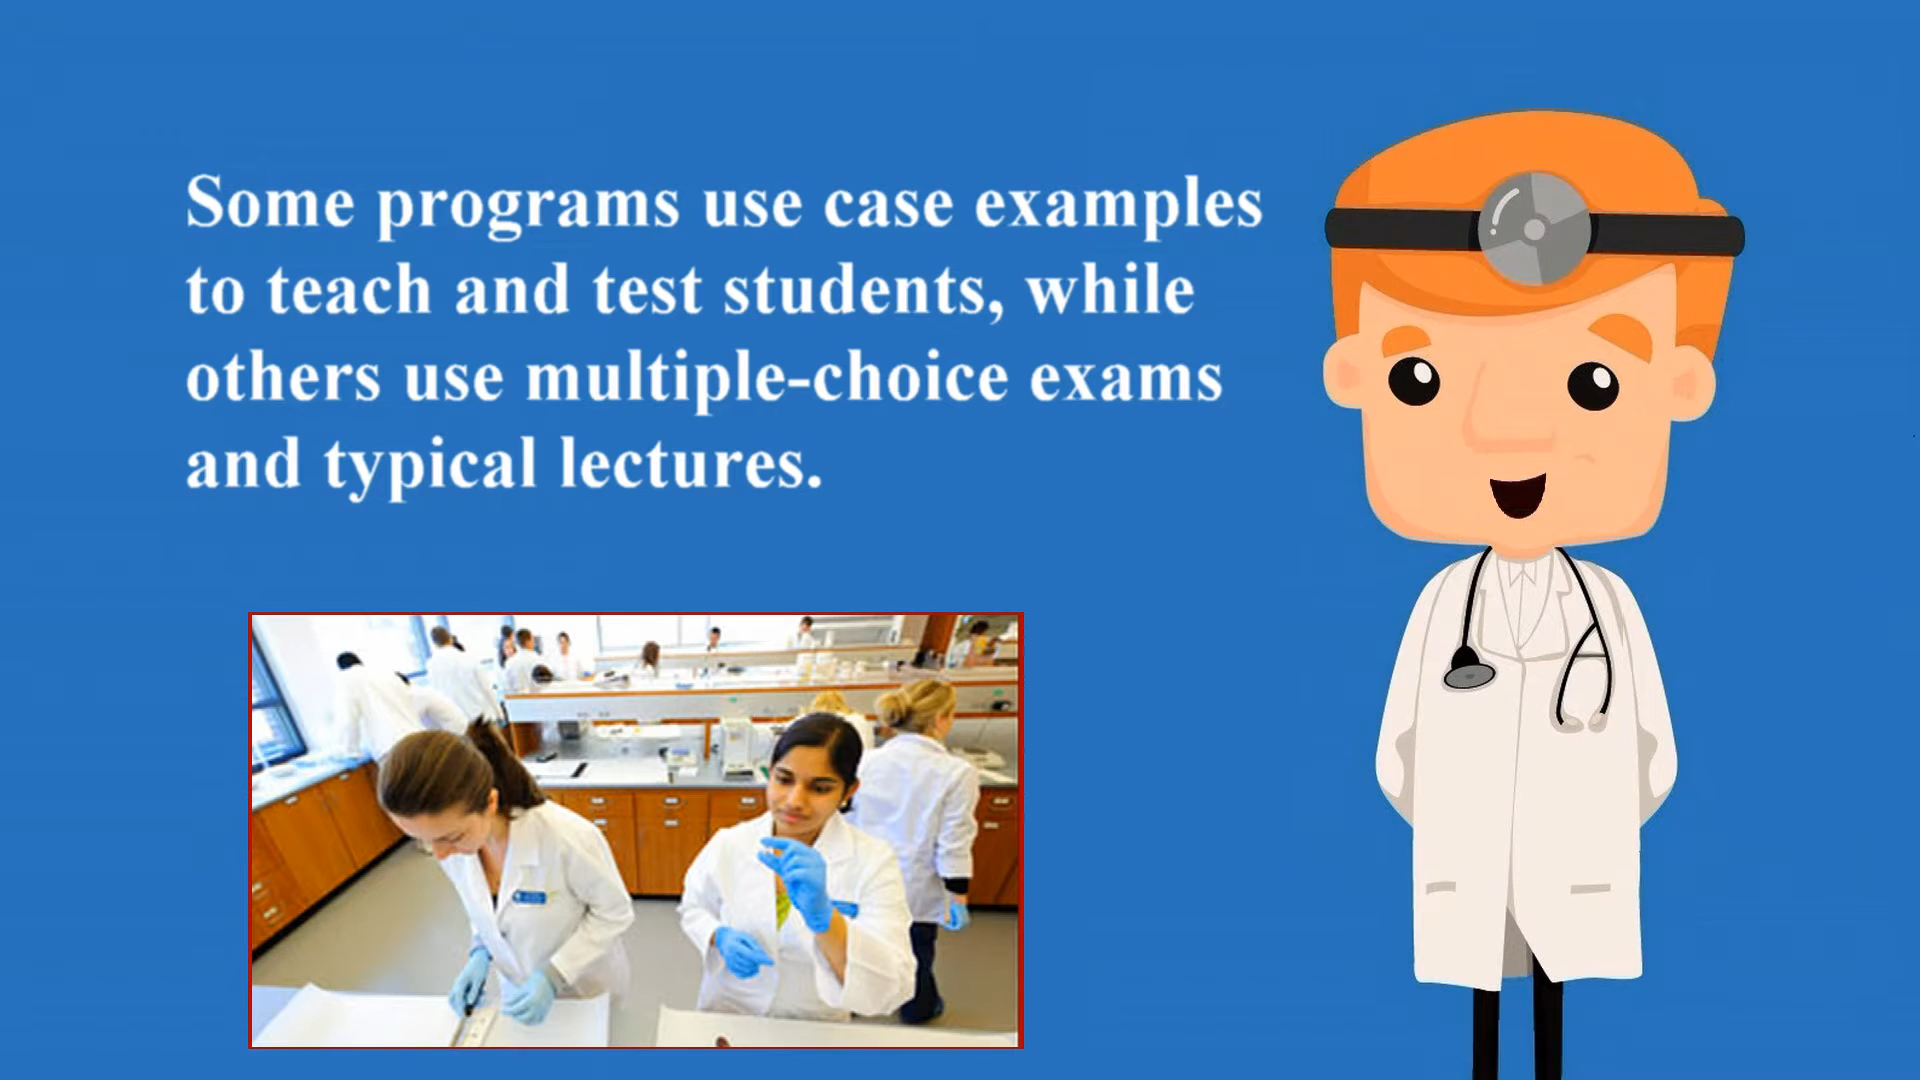 Some programs use case examples
to teach and test students, while
others use multiple-choice exams
and typical lectures.